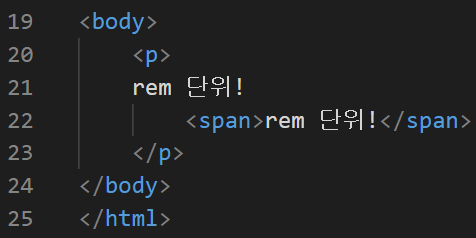 19 <body>
20 <p>
21 rem 단위!
22 <span>rem 단위!</span>
23 </p>
24 </body>
25 </html>